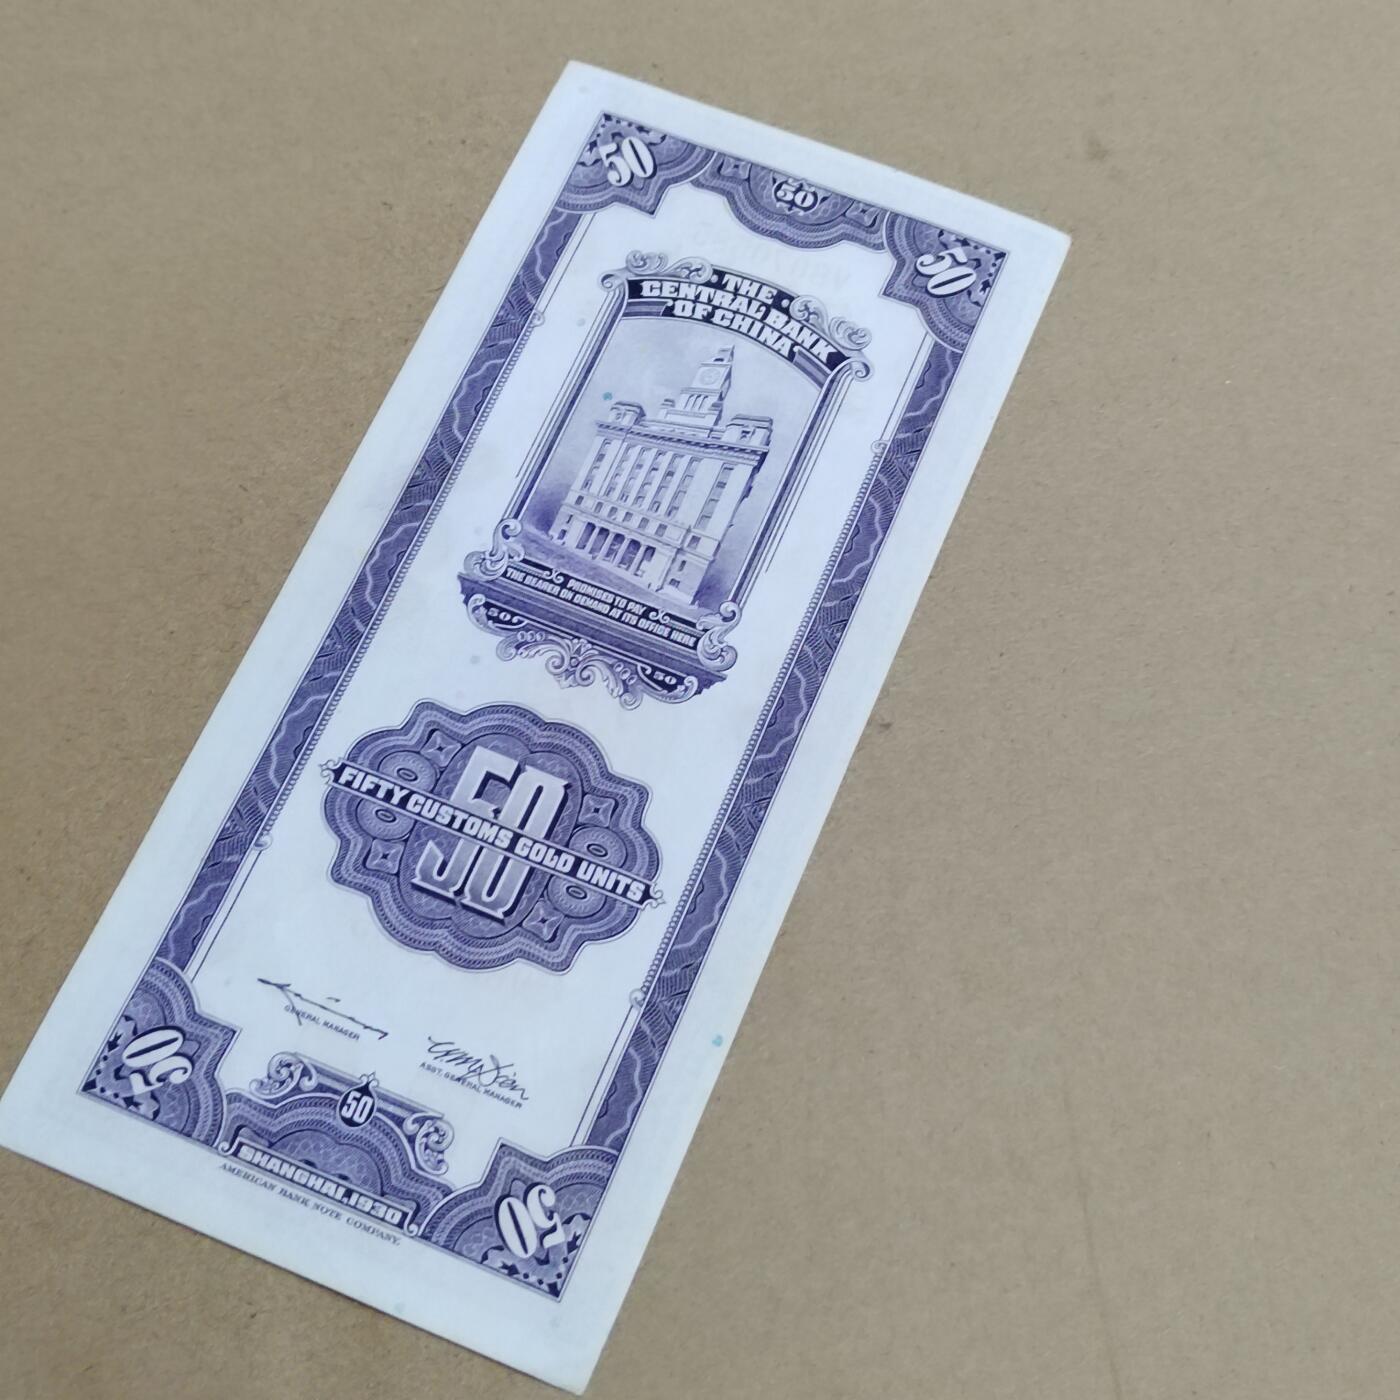 50
50
50
THE
CENTRAL BANK
OF CHINA
PROMISES TO PAY
THE BEARER ON DEMAND AT ITS OFFICE HERE
50
50
50
FIFTY CUSTOMS GOLD UNITS
GENERAL MANAGER
ASST. GENERAL MANAGER
50
50
SHANGHAI, 1930
50
AMERICAN BANK NOTE COMPANY.